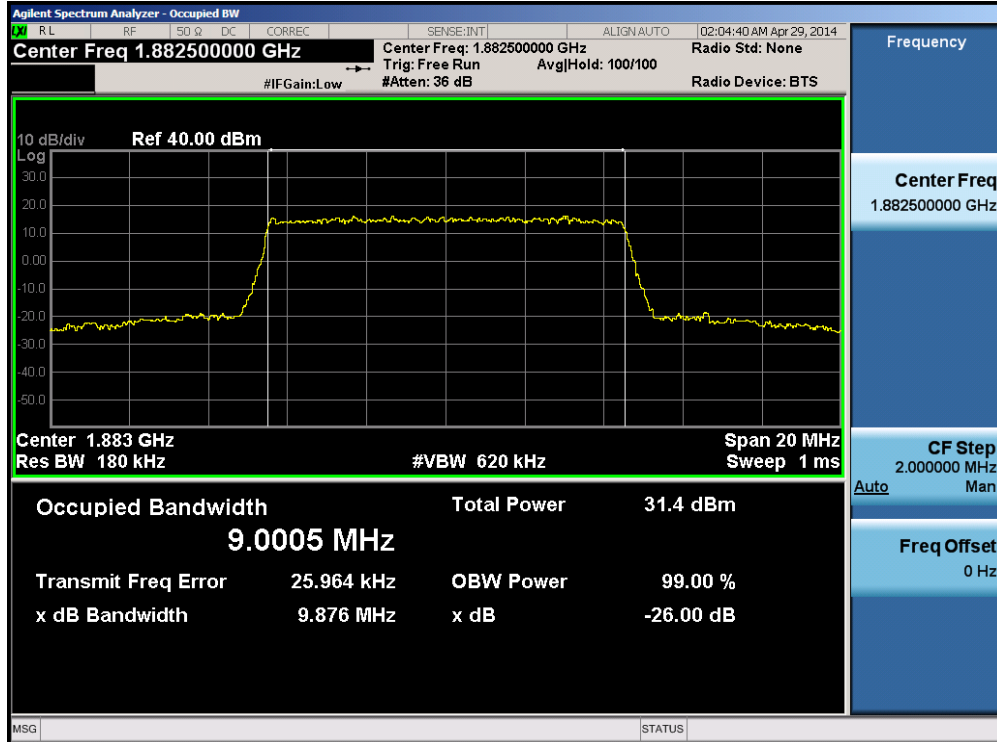 Agilent Spectrum Analyzer - Occupied BW
LXI RL RF 50 Ω DC CORREC SENSE:INT ALIGN AUTO 02:04:40 AM Apr 29, 2014
Center Freq 1.882500000 GHz
Center Freq: 1.882500000 GHz
Radio Std: None
Trig: Free Run Avg|Hold: 100/100
#IFGain:Low
#Atten: 36 dB
Radio Device: BTS
10 dB/div Ref 40.00 dBm
Log
30.0
20.0
10.0
0.00
-10.0
-20.0
-30.0
-40.0
-50.0
Center 1.883 GHz Span 20 MHz
Res BW 180 kHz #VBW 620 kHz Sweep 1 ms
Occupied Bandwidth Total Power 31.4 dBm
9.0005 MHz
Transmit Freq Error 25.964 kHz OBW Power 99.00 %
x dB Bandwidth 9.876 MHz x dB -26.00 dB
Frequency
Center Freq
1.882500000 GHz
CF Step
2.000000 MHz
Auto Man
Freq Offset
0 Hz
MSG STATUS